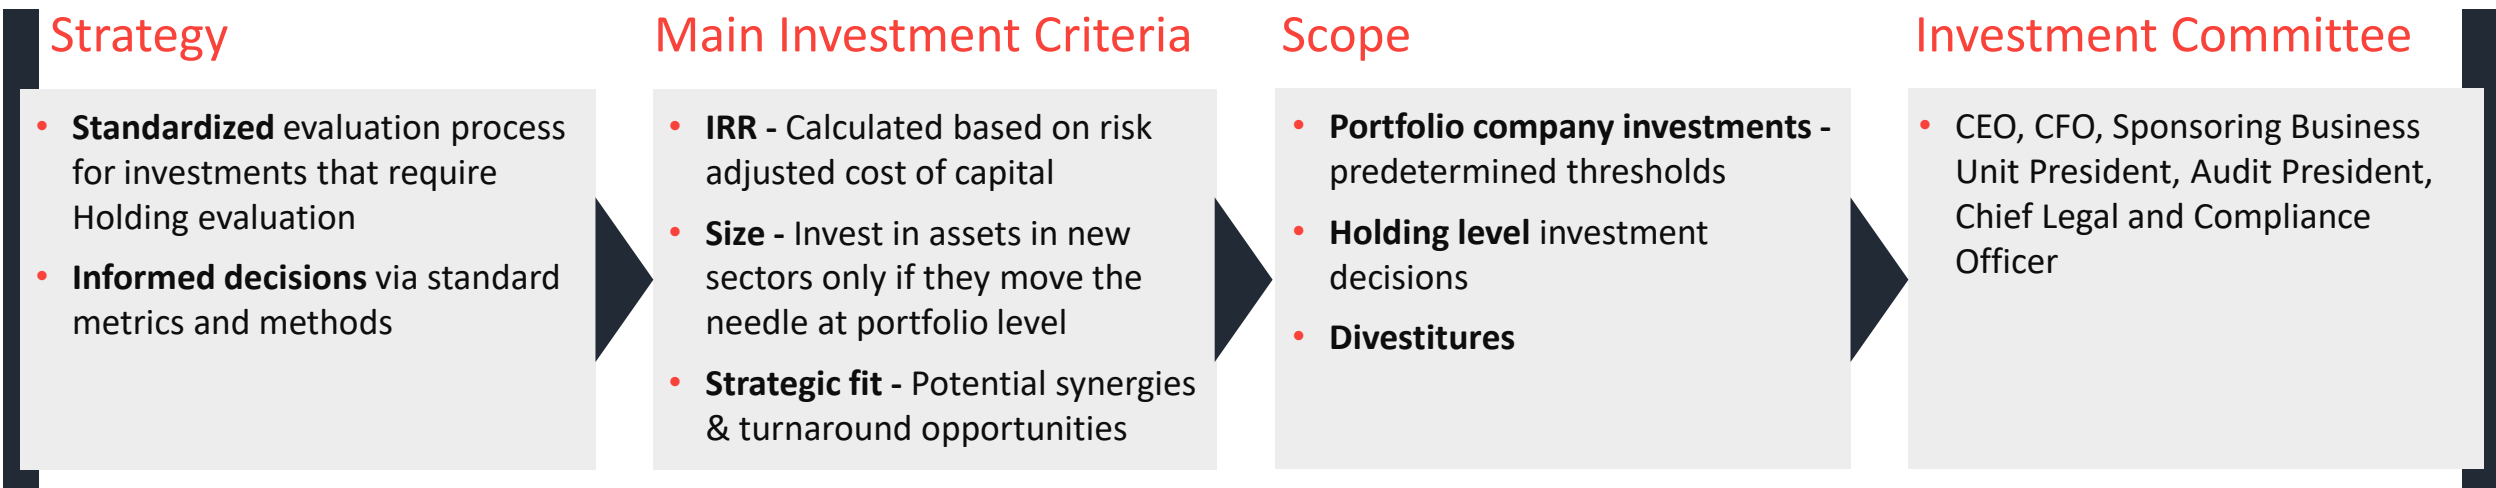 Strategy
• Standardized evaluation process
for investments that require
Holding evaluation
• Informed decisions via standard
metrics and methods
Main Investment Criteria
• IRR - Calculated based on risk
adjusted cost of capital
• Size - Invest in assets in new
sectors only if they move the
needle at portfolio level
• Strategic fit - Potential synergies
& turnaround opportunities
Scope
• Portfolio company investments -
predetermined thresholds
• Holding level investment
decisions
• Divestitures
Investment Committee
• CEO, CFO, Sponsoring Business
Unit President, Audit President,
Chief Legal and Compliance
Officer